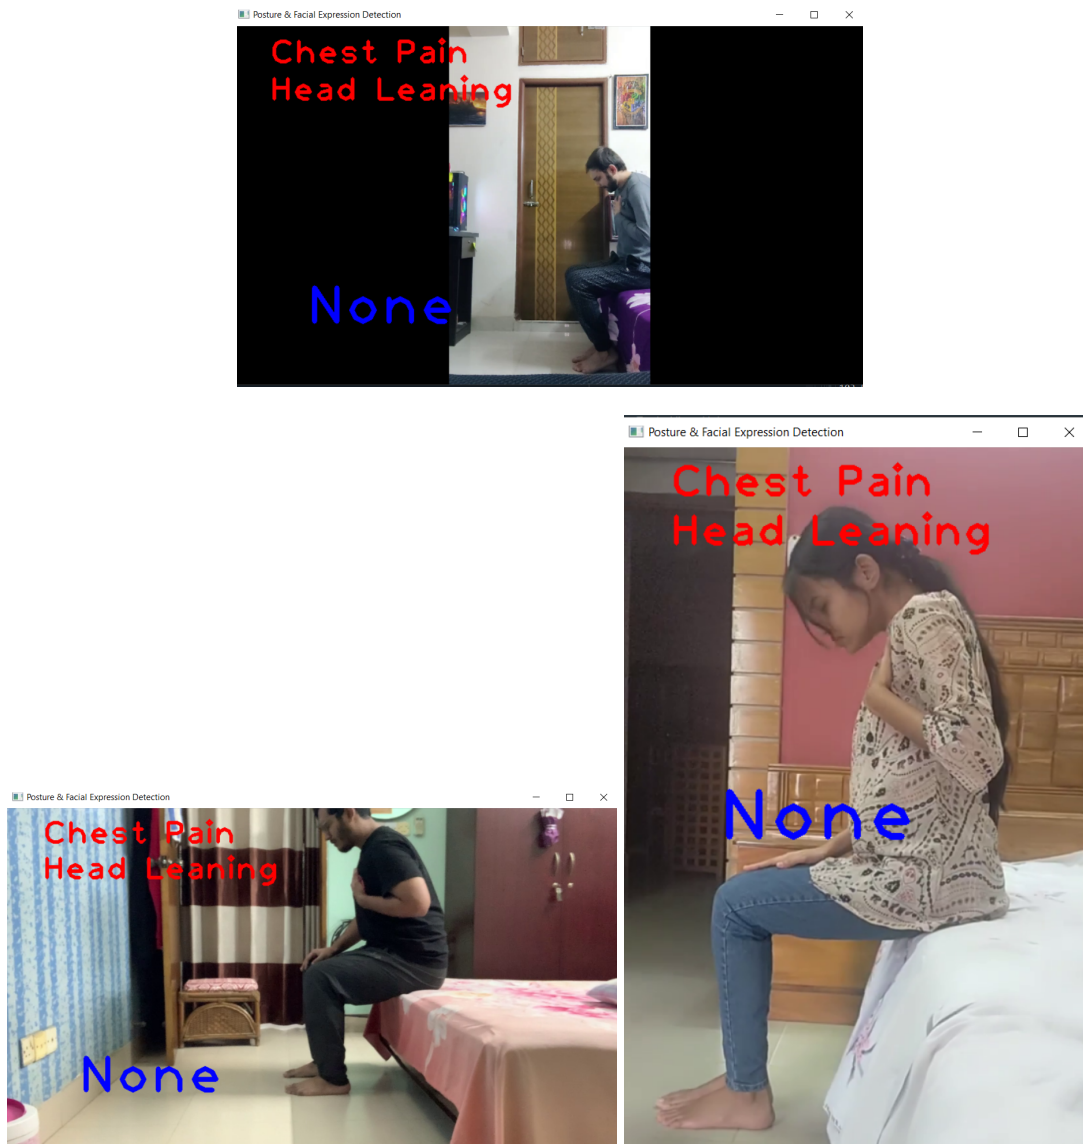 Posture & Facial Expression Detection
Chest Pain
Head Leaning
None
Posture & Facial Expression Detection
Chest Pain
Head Leaning
None
Posture & Facial Expression Detection
Chest Pain
Head Leaning
None